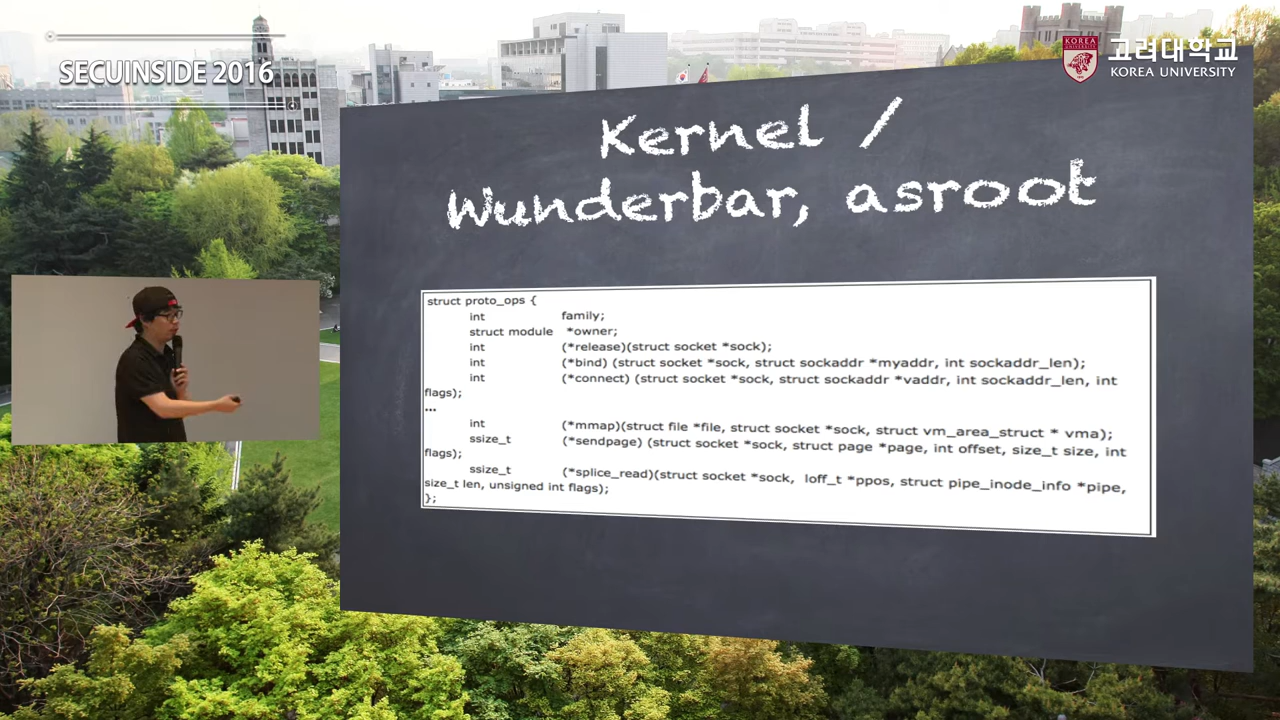 SECUINSIDE 2016
KOREA
UNIVERSITY
고려대학교
KOREA UNIVERSITY
Kernel /
Wunderbar, asroot
struct proto_ops {
int family;
struct module *owner;
int (*release)(struct socket *sock);
int (*bind) (struct socket *sock, struct sockaddr *myaddr, int sockaddr_len);
int (*connect) (struct socket *sock, struct sockaddr *vaddr, int sockaddr_len, int
flags);
...
int (*mmap)(struct file *file, struct socket *sock, struct vm_area_struct * vma);
ssize_t (*sendpage) (struct socket *sock, struct page *page, int offset, size_t size, int
flags);
ssize_t (*splice_read)(struct socket *sock, loff_t *ppos, struct pipe_inode_info *pipe,
size_t len, unsigned int flags);
};